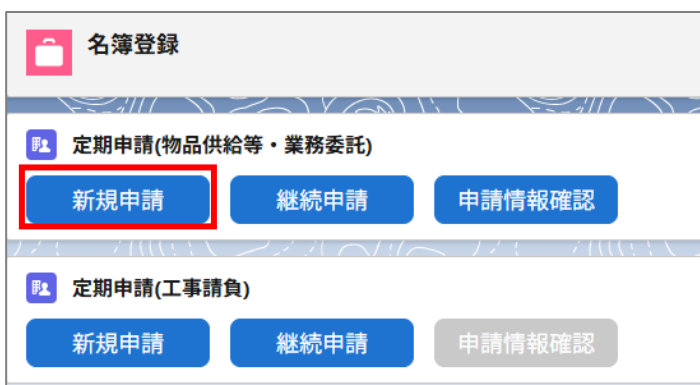 名簿登録
定期申請(物品供給等・業務委託)
新規申請 継続申請 申請情報確認
定期申請(工事請負)
新規申請 継続申請 申請情報確認